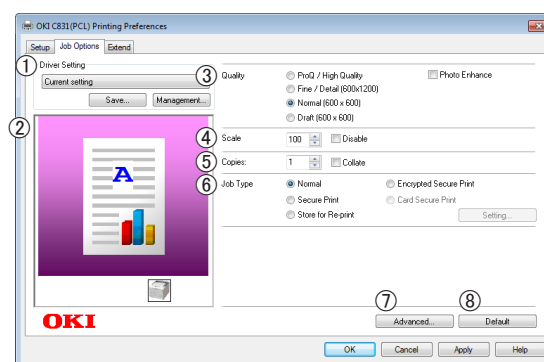 OKI C831(PCL) Printing Preferences
Setup Job Options Extend
1 Driver Setting
Current setting
Save... Management...
2
A
OKI
3 Quality ProQ / High Quality Photo Enhance
Fine / Detail (600x1200)
Normal (600 x 600)
Draft (600 x 600)
4 Scale 100 Disable
5 Copies: 1 Collate
6 Job Type Normal Encrypted Secure Print
Secure Print Card Secure Print
Store for Re-print Setting...
7 8
Advanced... Default
OK Cancel Apply Help